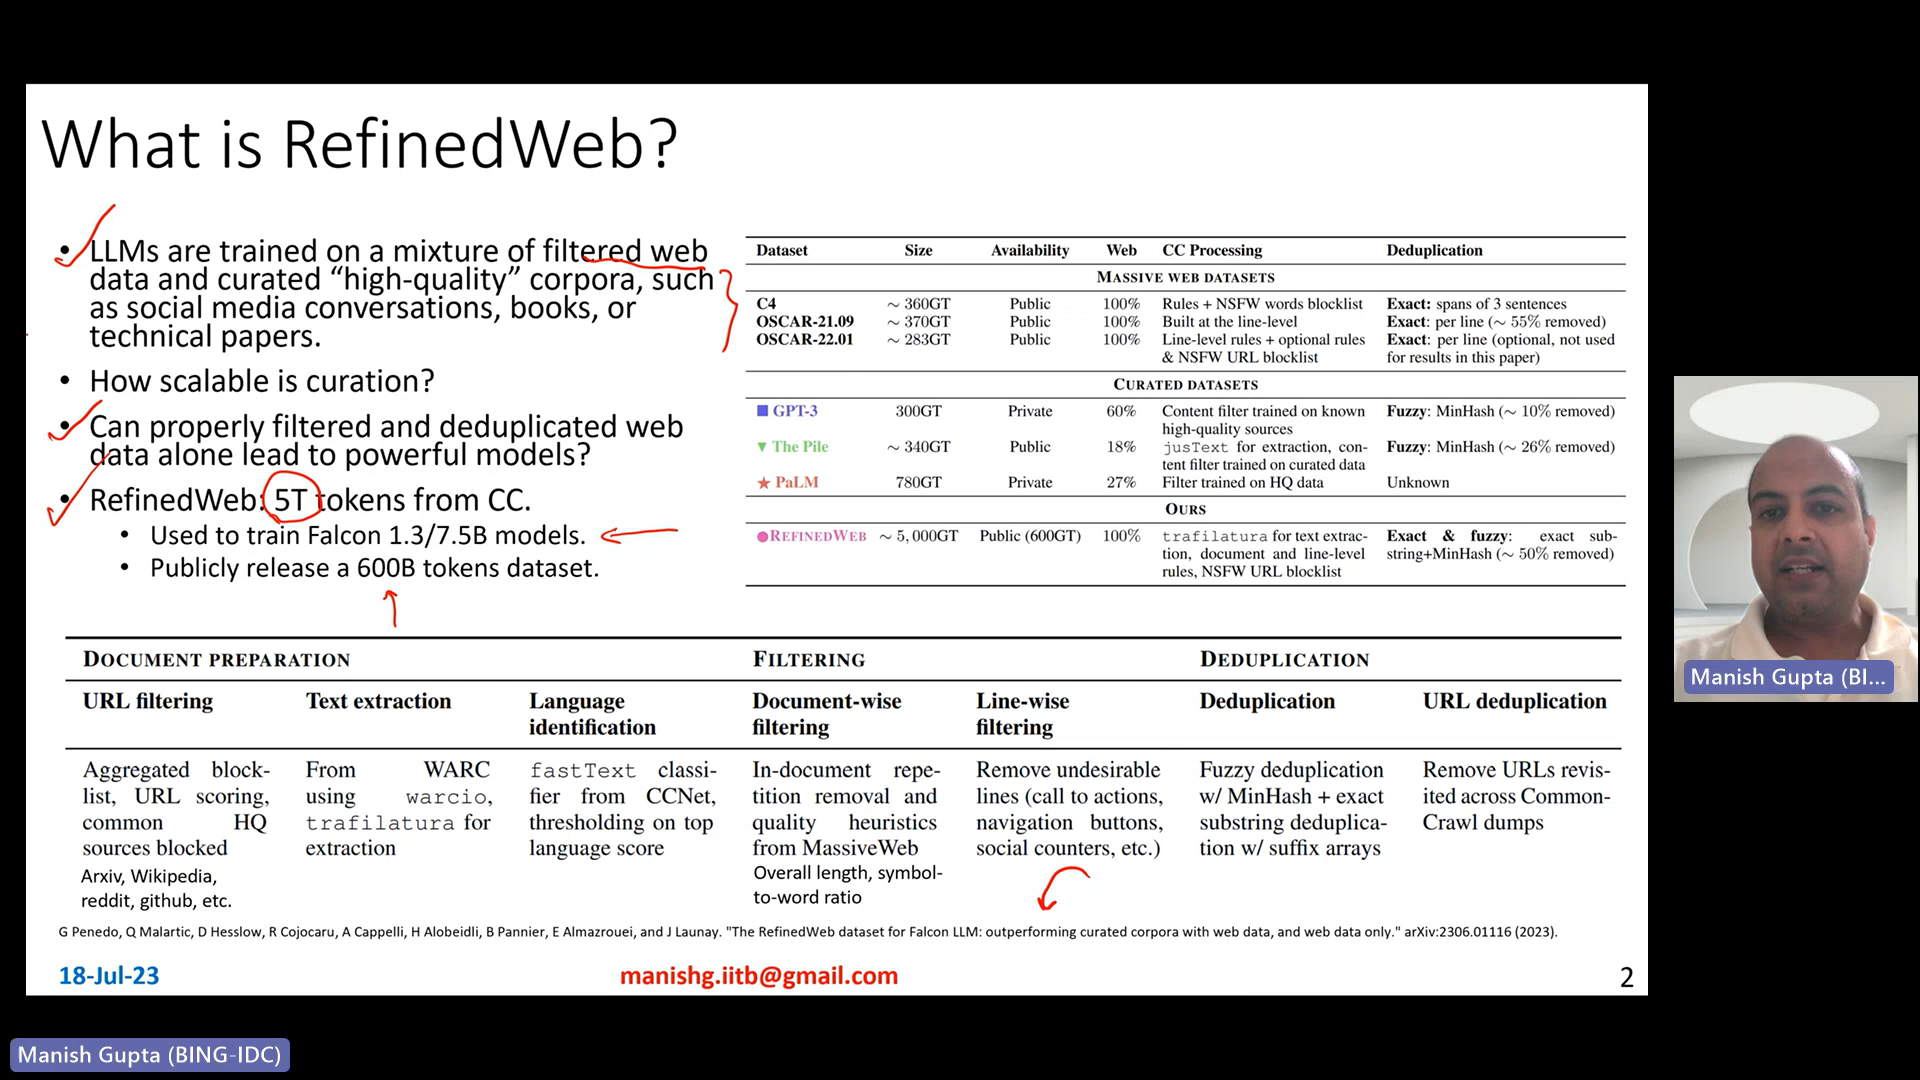 What is RefinedWeb?
• LLMs are trained on a mixture of filtered web
data and curated “high-quality” corpora, such
as social media conversations, books, or
technical papers.
• How scalable is curation?
• Can properly filtered and deduplicated web
data alone lead to powerful models?
• RefinedWeb: 5T tokens from CC.
• Used to train Falcon 1.3/7.5B models.
• Publicly release a 600B tokens dataset.
Dataset Size Availability Web CC Processing Deduplication
MASSIVE WEB DATASETS
C4 ∼ 360GT Public 100% Rules + NSFW words blocklist Exact: spans of 3 sentences
OSCAR-21.09 ∼ 370GT Public 100% Built at the line-level Exact: per line (∼ 55% removed)
OSCAR-22.01 ∼ 283GT Public 100% Line-level rules + optional rules Exact: per line (optional, not used
& NSFW URL blocklist for results in this paper)
CURATED DATASETS
■ GPT-3 300GT Private 60% Content filter trained on known Fuzzy: MinHash (∼ 10% removed)
high-quality sources
▼ The Pile ∼ 340GT Public 18% jusText for extraction, con- Fuzzy: MinHash (∼ 26% removed)
tent filter trained on curated data
★ PaLM 780GT Private 27% Filter trained on HQ data Unknown
OURS
●REFINEDWEB ∼ 5,000GT Public (600GT) 100% trafilatura for text extrac- Exact & fuzzy: exact sub-
tion, document and line-level string+MinHash (∼ 50% removed)
rules, NSFW URL blocklist
DOCUMENT PREPARATION FILTERING DEDUPLICATION
URL filtering Text extraction Language Document-wise Line-wise Deduplication URL deduplication
identification filtering filtering
Aggregated block- From WARC fastText classi- In-document repe- Remove undesirable Fuzzy deduplication Remove URLs revis-
list, URL scoring, using warcio, fier from CCNet, tition removal and lines (call to actions, w/ MinHash + exact ited across Common-
common HQ trafilatura for thresholding on top quality heuristics navigation buttons, substring deduplica- Crawl dumps
sources blocked extraction language score from MassiveWeb social counters, etc.) tion w/ suffix arrays
Arxiv, Wikipedia, Overall length, symbol-
reddit, github, etc. to-word ratio
G Penedo, Q Malartic, D Hesslow, R Cojocaru, A Cappelli, H Alobeidli, B Pannier, E Almazrouei, and J Launay. "The RefinedWeb dataset for Falcon LLM: outperforming curated corpora with web data, and web data only." arXiv:2306.01116 (2023).
18-Jul-23 manishg.iitb@gmail.com 2
Manish Gupta (BI...
Manish Gupta (BING-IDC)